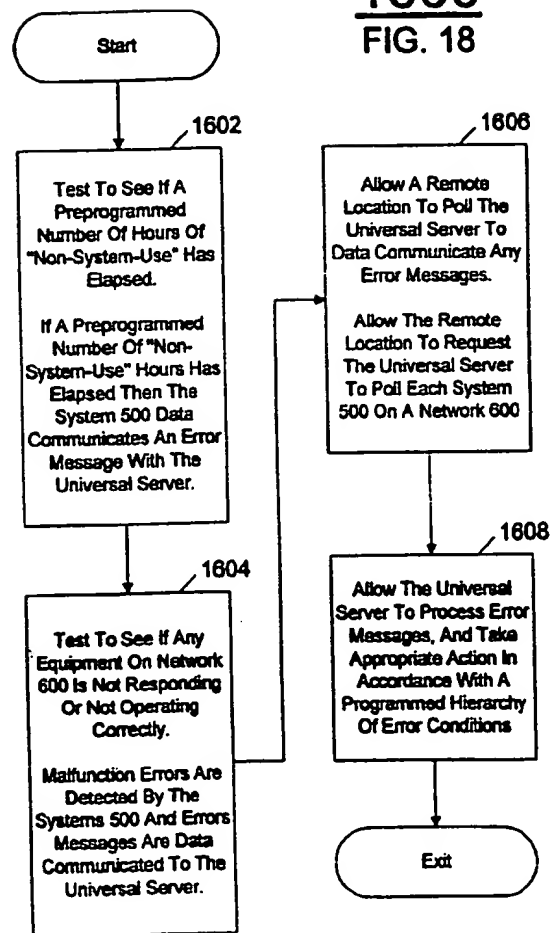 FIG. 18
Start
1602
Test To See If A
Preprogrammed
Number Of Hours Of
"Non-System-Use" Has
Elapsed.
If A Preprogrammed
Number Of "Non-
System-Use" Hours Has
Elapsed Then The
System 500 Data
Communicates An Error
Message With The
Universal Server.
1604
Test To See If Any
Equipment On Network
600 Is Not Responding
Or Not Operating
Correctly.
Malfunction Errors Are
Detected By The
Systems 500 And Errors
Messages Are Data
Communicated To The
Universal Server.
1606
Allow A Remote
Location To Poll The
Universal Server To
Data Communicate Any
Error Messages.
Allow The Remote
Location To Request
The Universal Server
To Poll Each System
500 On A Network 600
1608
Allow The Universal
Server To Process Error
Messages, And Take
Appropriate Action In
Accordance With A
Programmed Hierarchy
Of Error Conditions
Exit